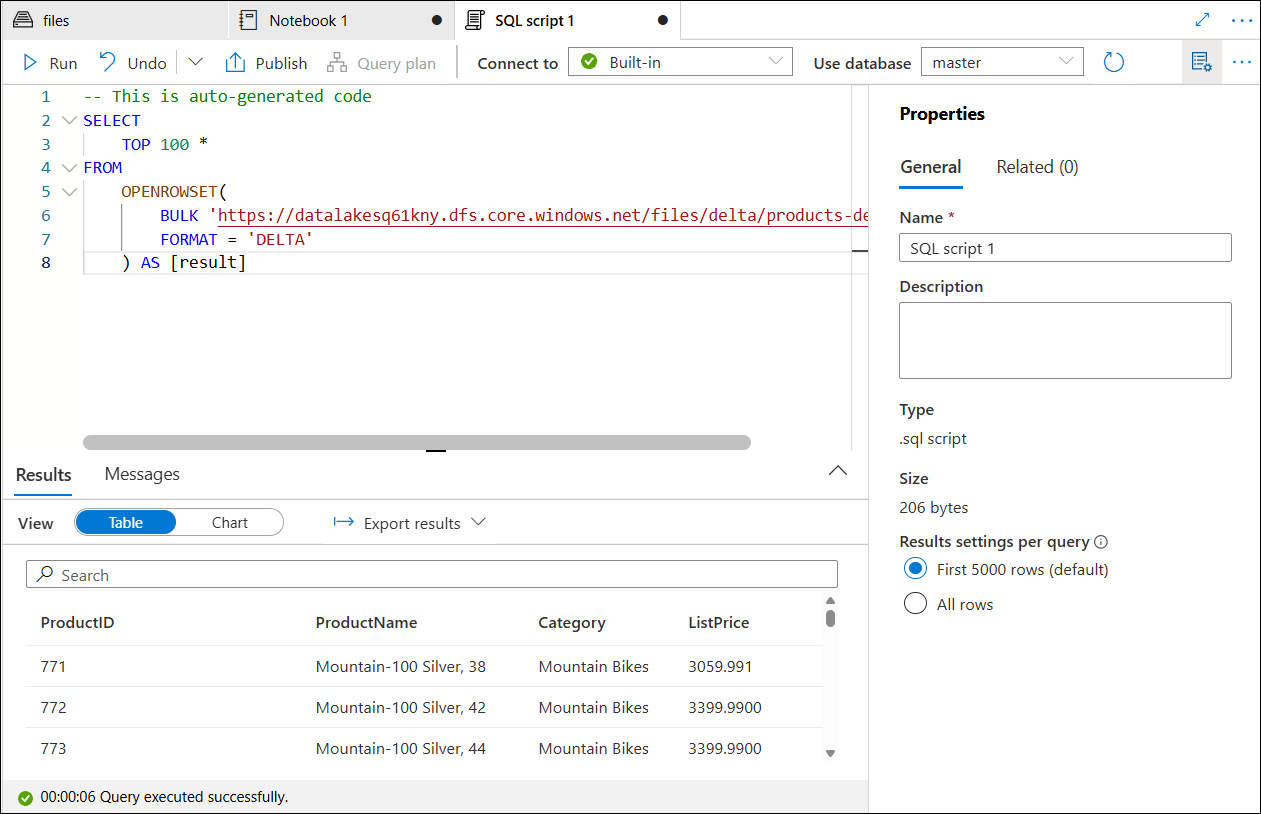 files
Notebook 1
SQL script 1
Run Undo Publish Query plan Connect to Built-in Use database master
1 -- This is auto-generated code
2 SELECT
3 TOP 100 *
4 FROM
5 OPENROWSET(
6 BULK 'https://datalakesq61kny.dfs.core.windows.net/files/delta/products-de
7 FORMAT = 'DELTA'
8 ) AS [result]
Results Messages
View Table Chart Export results
Search
ProductID ProductName Category ListPrice
771 Mountain-100 Silver, 38 Mountain Bikes 3059.991
772 Mountain-100 Silver, 42 Mountain Bikes 3399.9900
773 Mountain-100 Silver, 44 Mountain Bikes 3399.9900
00:00:06 Query executed successfully.
Properties
General Related (0)
Name *
SQL script 1
Description
Type
.sql script
Size
206 bytes
Results settings per query
First 5000 rows (default)
All rows